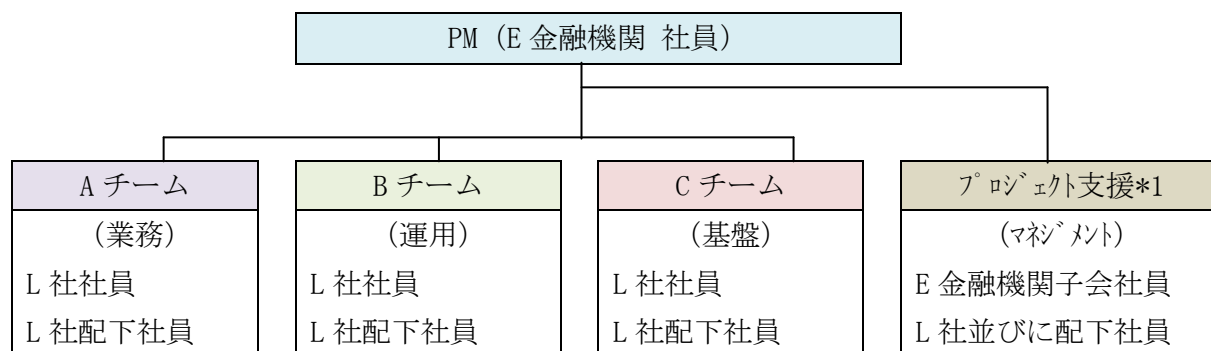 PM (E 金融機関 社員)
A チーム
(業務)
L 社社員
L 社配下社員
B チーム
(運用)
L 社社員
L 社配下社員
C チーム
(基盤)
L 社社員
L 社配下社員
プロジェクト支援*1
(マネジメント)
E 金融機関子会社員
L 社並びに配下社員